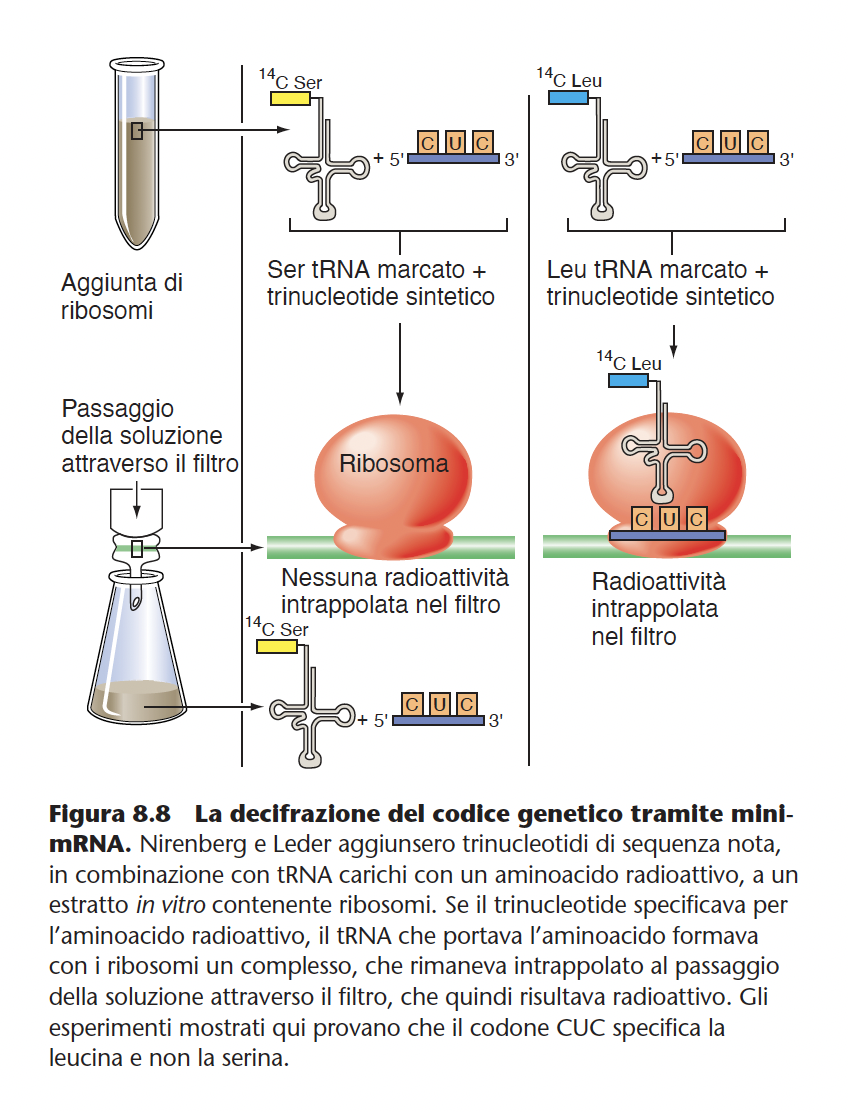 14C Ser
C U C
+ 5' 3'
14C Leu
C U C
+ 5' 3'
Aggiunta di
ribosomi
Ser tRNA marcato +
trinucleotide sintetico
Leu tRNA marcato +
trinucleotide sintetico
Passaggio
della soluzione
attraverso il filtro
Ribosoma
14C Leu
C U C
Nessuna radioattività
intrappolata nel filtro
Radioattività
intrappolata
nel filtro
14C Ser
C U C
+ 5' 3'
Figura 8.8 La decifrazione del codice genetico tramite mini-
mRNA. Nirenberg e Leder aggiunsero trinucleotidi di sequenza nota,
in combinazione con tRNA carichi con un aminoacido radioattivo, a un
estratto in vitro contenente ribosomi. Se il trinucleotide specificava per
l'aminoacido radioattivo, il tRNA che portava l'aminoacido formava
con i ribosomi un complesso, che rimaneva intrappolato al passaggio
della soluzione attraverso il filtro, che quindi risultava radioattivo. Gli
esperimenti mostrati qui provano che il codone CUC specifica la
leucina e non la serina.